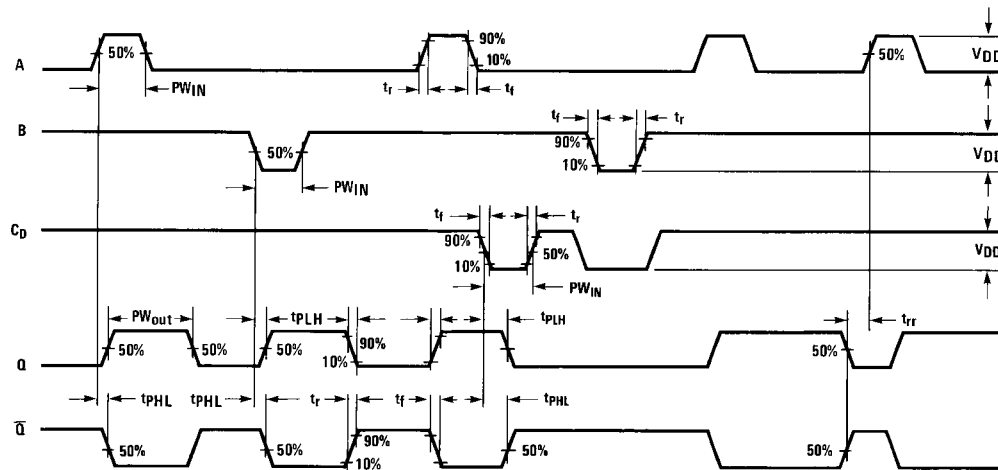 A 50% 90% 10% 50% V_DD
PW_IN t_r t_f
B 50% t_f t_r 90% 10% V_DD
PW_IN
C_D t_f t_r 90% 10% 50% V_DD
PW_IN
PW_out t_PLH t_PLH t_rr
Q 50% 50% 50% 90% 10% 50%
t_PHL t_PHL t_r t_f t_PHL
Q̅ 50% 50% 90% 10% 50% 50%